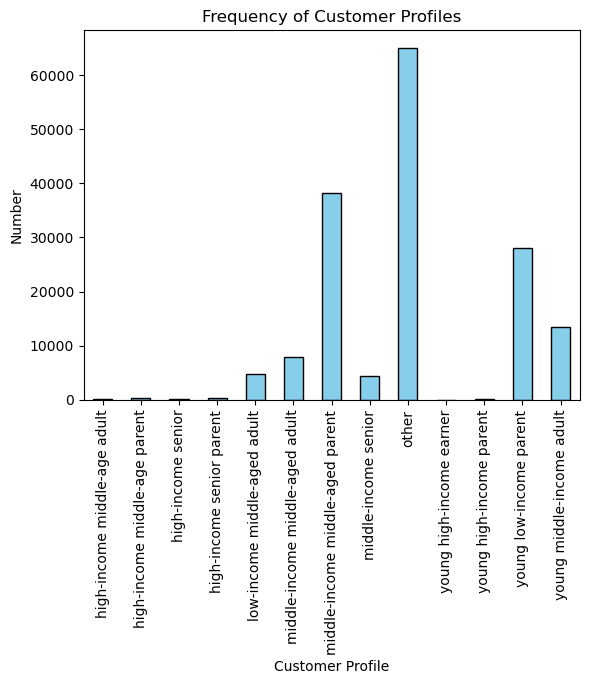 Frequency of Customer Profiles
60000
50000
40000
30000
20000
10000
0
Number
high-income middle-age adult
high-income middle-age parent
high-income senior
high-income senior parent
low-income middle-aged adult
middle-income middle-aged adult
middle-income middle-aged parent
middle-income senior
other
young high-income earner
young high-income parent
young low-income parent
young middle-income adult
Customer Profile